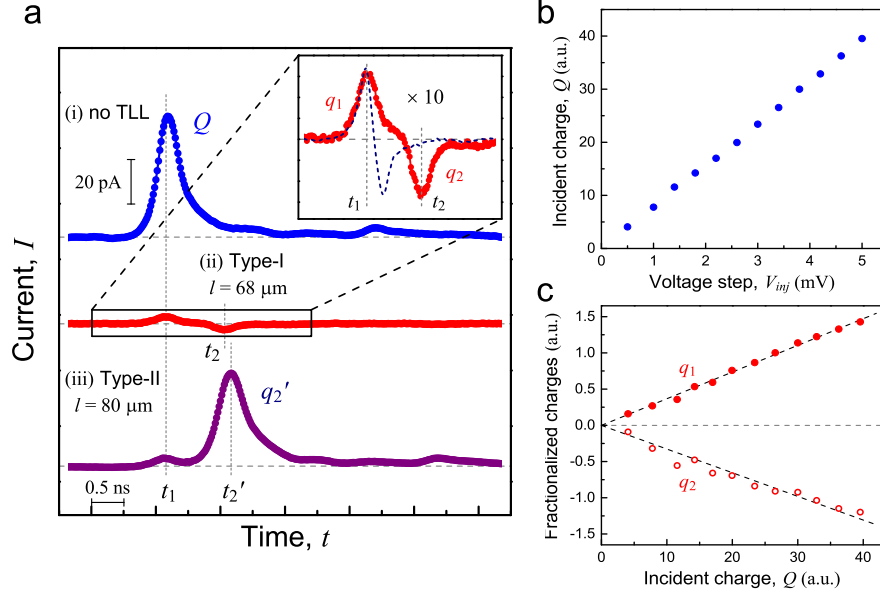 a
(i) no TLL
Q
20 pA
q1
× 10
q2
t1
t2
(ii) Type-I
l = 68 μm
t2
(iii) Type-II
l = 80 μm
q2′
0.5 ns
t1
t2′
Current, I
Time, t
b
40
30
20
10
0
0 1 2 3 4 5
Incident charge, Q (a.u.)
Voltage step, Vinj (mV)
c
1.5
1.0
0.5
0.0
-0.5
-1.0
-1.5
q1
q2
0 10 20 30 40
Fractionalized charges (a.u.)
Incident charge, Q (a.u.)